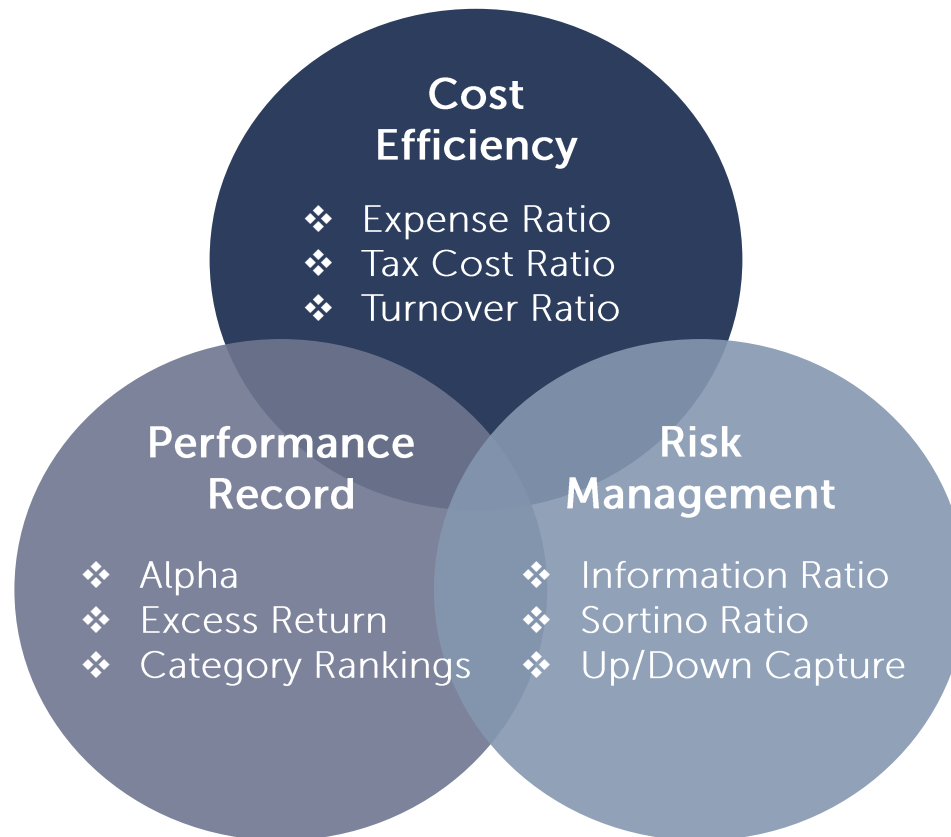 Cost
Efficiency
❖ Expense Ratio
❖ Tax Cost Ratio
❖ Turnover Ratio
Performance
Record
❖ Alpha
❖ Excess Return
❖ Category Rankings
Risk
Management
❖ Information Ratio
❖ Sortino Ratio
❖ Up/Down Capture